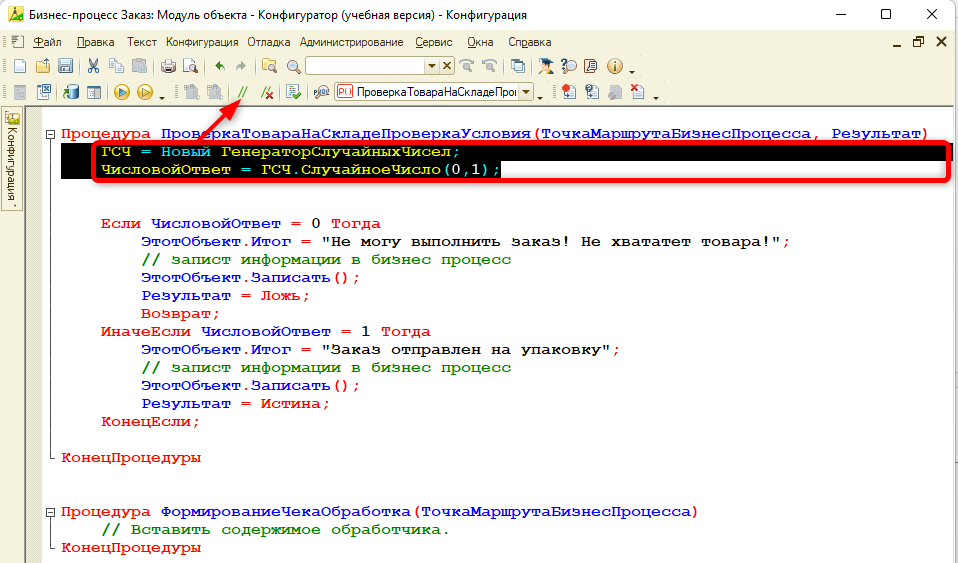 Бизнес-процесс Заказ: Модуль объекта - Конфигуратор (учебная версия) - Конфигурация
Файл Правка Текст Конфигурация Отладка Администрирование Сервис Окна Справка
ПроверкаТовараНаСкладеПро
Конфигурация
Процедура ПроверкаТовараНаСкладеПроверкаУсловия(ТочкаМаршрутаБизнесПроцесса, Результат)
ГСЧ = Новый ГенераторСлучайныхЧисел;
ЧисловойОтвет = ГСЧ.СлучайноеЧисло(0,1);
Если ЧисловойОтвет = 0 Тогда
ЭтотОбъект.Итог = "Не могу выполнить заказ! Не хвататет товара!";
// запист информации в бизнес процесс
ЭтотОбъект.Записать();
Результат = Ложь;
Возврат;
ИначеЕсли ЧисловойОтвет = 1 Тогда
ЭтотОбъект.Итог = "Заказ отправлен на упаковку";
// запист информации в бизнес процесс
ЭтотОбъект.Записать();
Результат = Истина;
КонецЕсли;
КонецПроцедуры
Процедура ФормированиеЧекаОбработка(ТочкаМаршрутаБизнесПроцесса)
// Вставить содержимое обработчика.
КонецПроцедуры